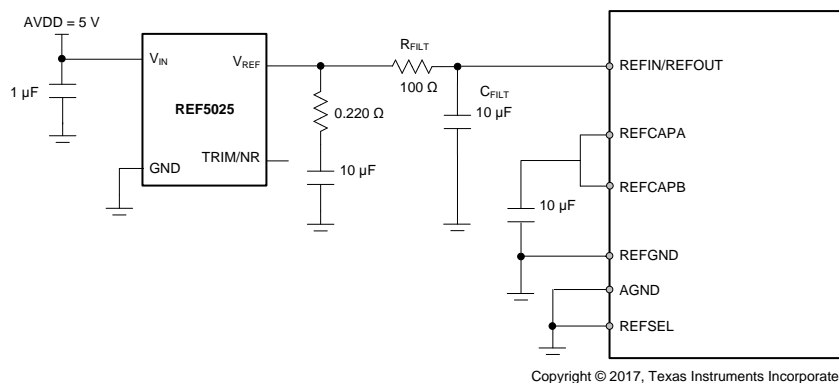 AVDD = 5 V
VIN
VREF
RFILT
REFIN/REFOUT
1 µF
REF5025
0.220 Ω
100 Ω
CFILT
10 µF
REFCAPA
TRIM/NR
GND
10 µF
REFCAPB
10 µF
REFGND
AGND
REFSEL
Copyright © 2017, Texas Instruments Incorporate